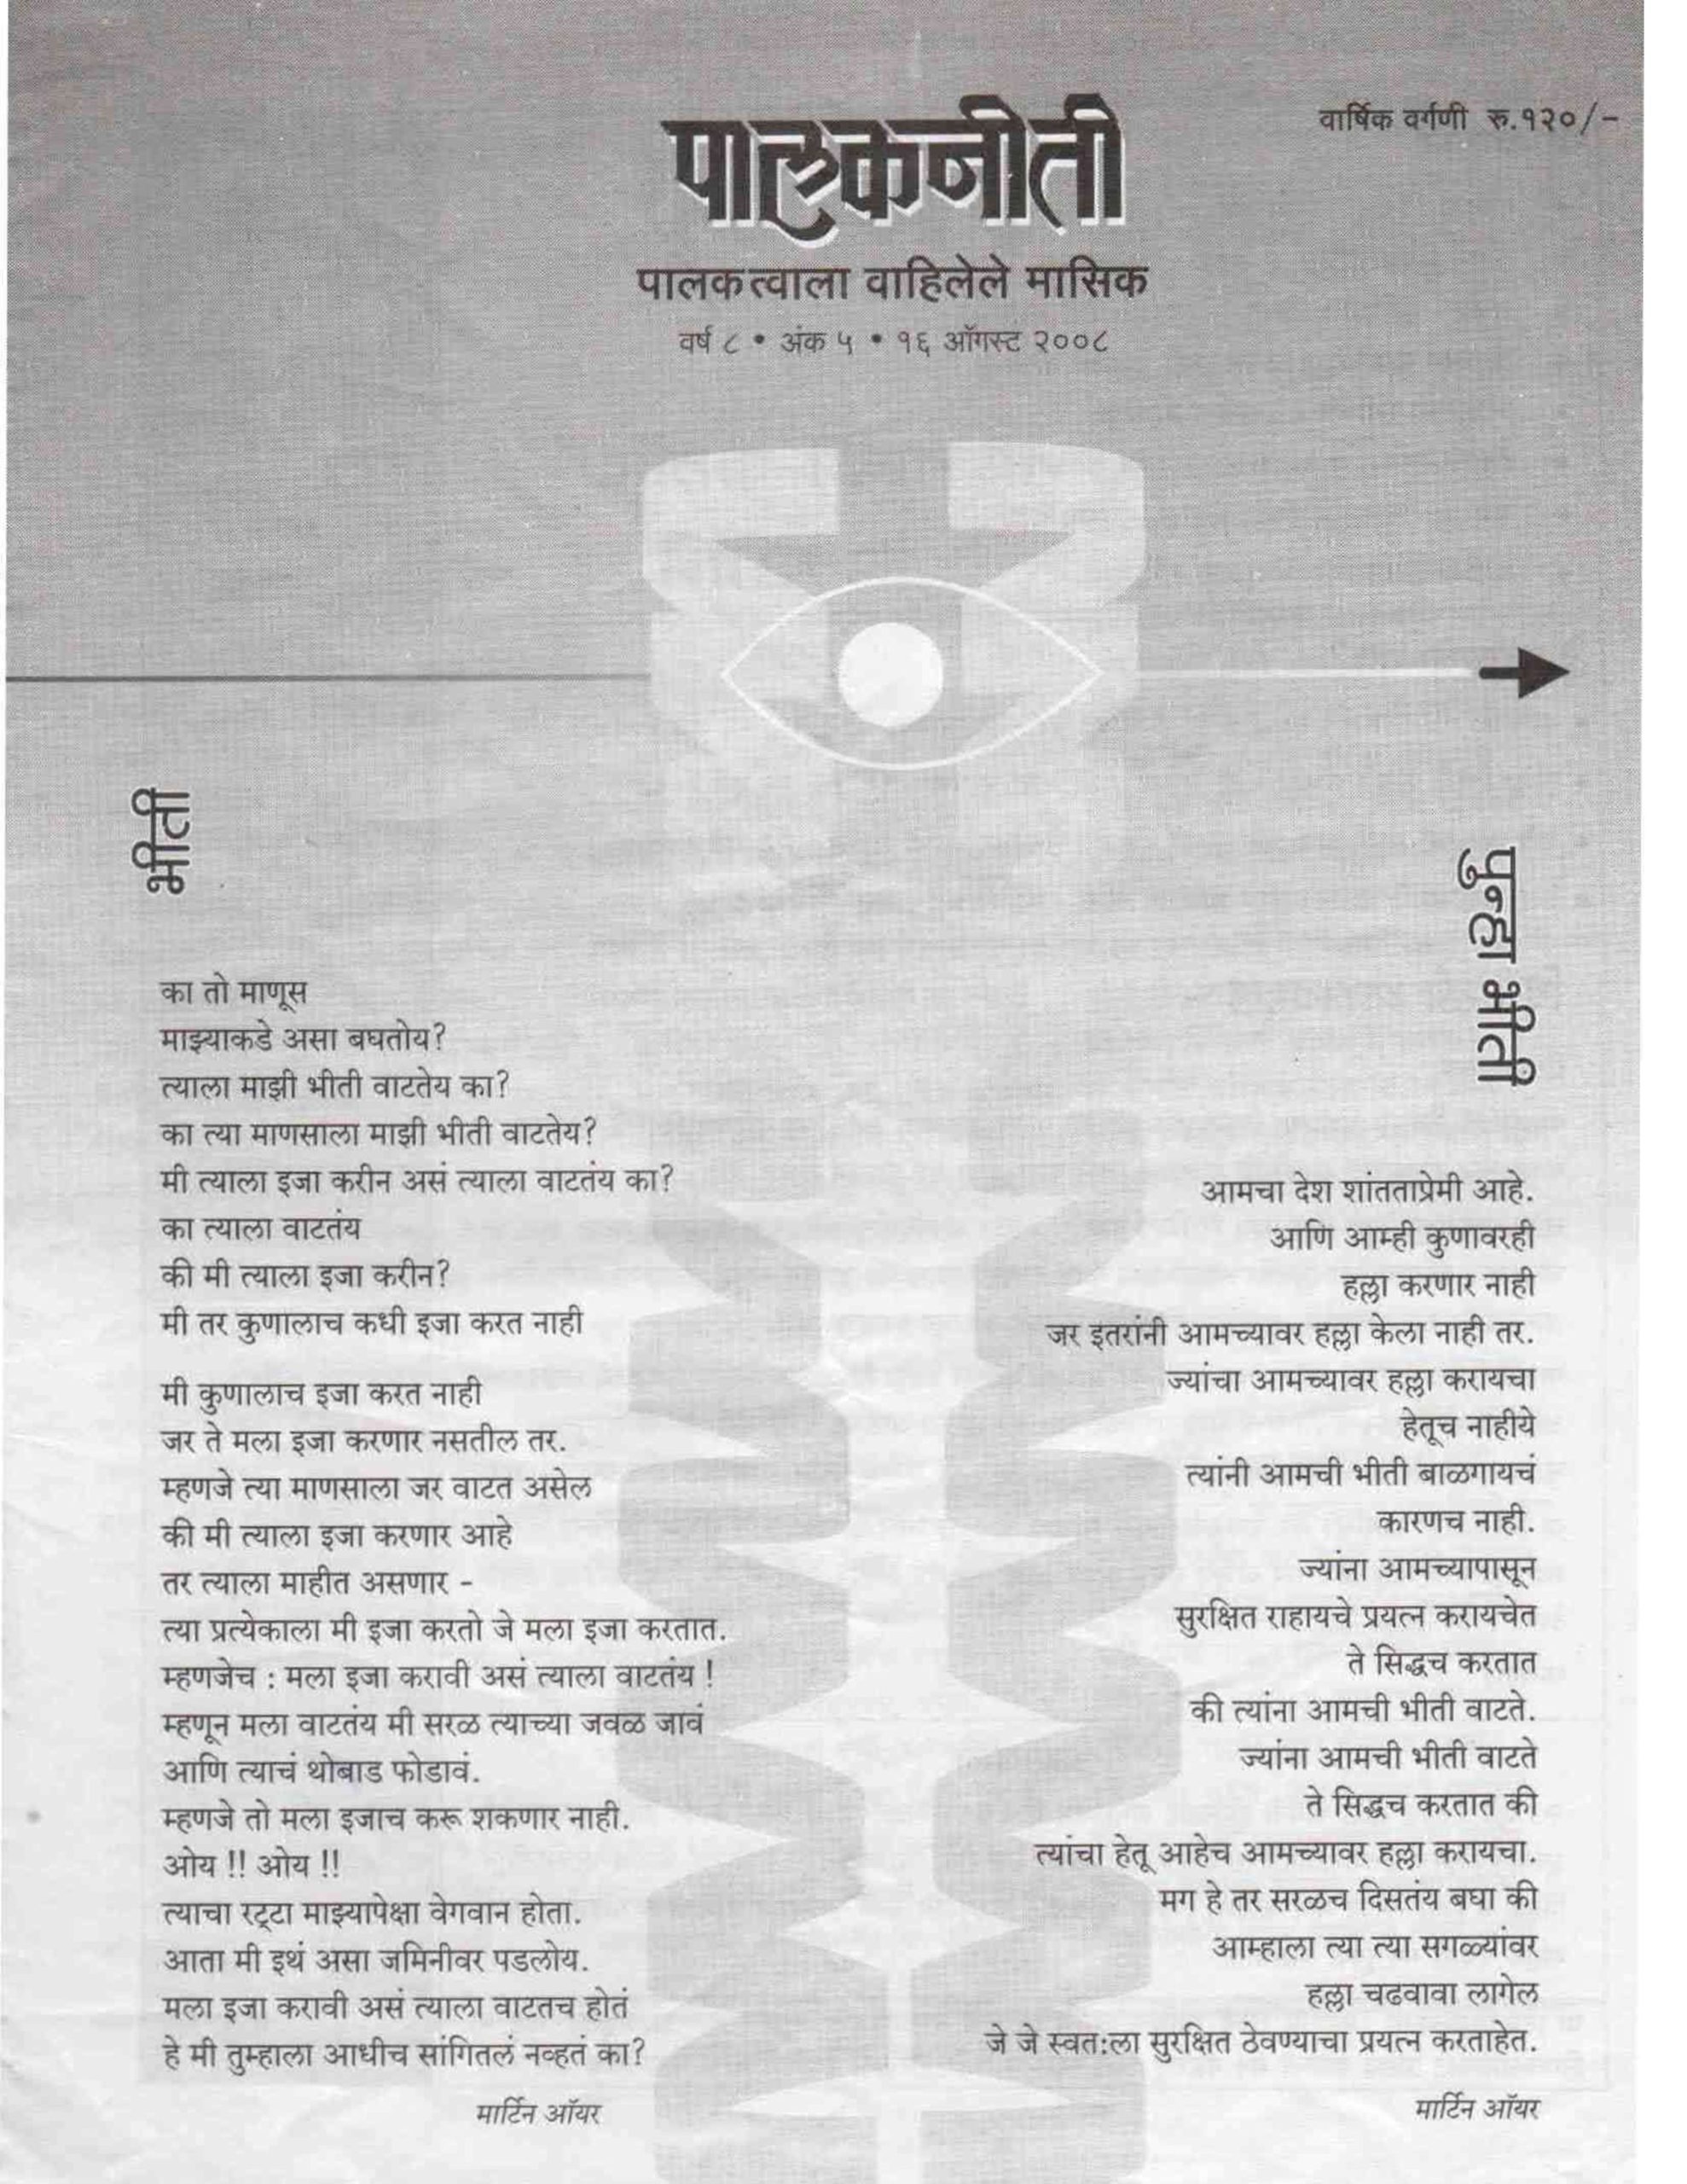 वार्षिक वर्गणी रु.१२०/-
पालकनीती
पालकत्वाला वाहिलेले मासिक
वर्ष ८ • अंक ५ • १६ ऑगस्ट २००८
भीती
का तो माणूस
माझ्याकडे असा बघतोय?
त्याला माझी भीती वाटतेय का?
का त्या माणसाला माझी भीती वाटतेय?
मी त्याला इजा करीन असं त्याला वाटतंय का?
का त्याला वाटतंय
की मी त्याला इजा करीन?
मी तर कुणालाच कधी इजा करत नाही
मी कुणालाच इजा करत नाही
जर ते मला इजा करणार नसतील तर.
म्हणजे त्या माणसाला जर वाटत असेल
की मी त्याला इजा करणार आहे
तर त्याला माहीत असणार -
त्या प्रत्येकाला मी इजा करतो जे मला इजा करतात.
म्हणजेच : मला इजा करावी असं त्याला वाटतंय !
म्हणून मला वाटतंय मी सरळ त्याच्या जवळ जावं
आणि त्याचं थोबाड फोडावं.
म्हणजे तो मला इजाच करू शकणार नाही.
ओय !! ओय !!
त्याचा रट्टा माझ्यापेक्षा वेगवान होता.
आता मी इथं असा जमिनीवर पडलोय.
मला इजा करावी असं त्याला वाटतच होतं
हे मी तुम्हाला आधीच सांगितलं नव्हतं का?
मार्टिन ऑयर
पुन्हा भीती
आमचा देश शांतताप्रेमी आहे.
आणि आम्ही कुणावरही
हल्ला करणार नाही
जर इतरांनी आमच्यावर हल्ला केला नाही तर.
ज्यांचा आमच्यावर हल्ला करायचा
हेतूच नाहीये
त्यांनी आमची भीती बाळगायचं
कारणच नाही.
ज्यांना आमच्यापासून
सुरक्षित राहायचे प्रयत्न करायचेत
ते सिद्धच करतात
की त्यांना आमची भीती वाटते.
ज्यांना आमची भीती वाटते
ते सिद्धच करतात की
त्यांचा हेतू आहेच आमच्यावर हल्ला करायचा.
मग हे तर सरळच दिसतंय बघा की
आम्हाला त्या त्या सगळ्यांवर
हल्ला चढवावा लागेल
जे जे स्वत:ला सुरक्षित ठेवण्याचा प्रयत्न करताहेत.
मार्टिन ऑयर